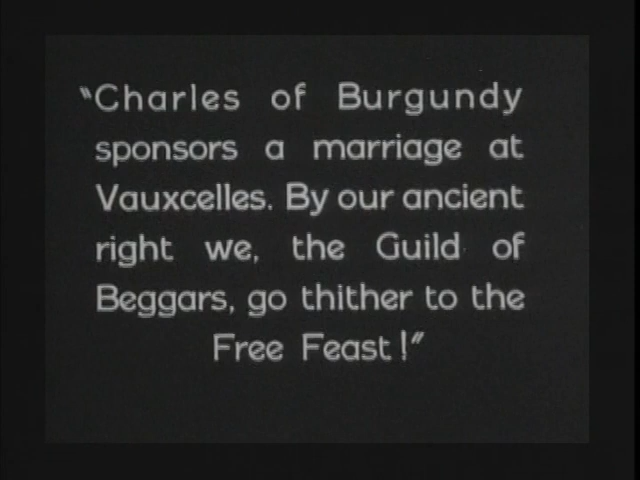 "Charles of Burgundy
sponsors a marriage at
Vauxcelles. By our ancient
right we, the Guild of
Beggars, go thither to the
Free Feast!"